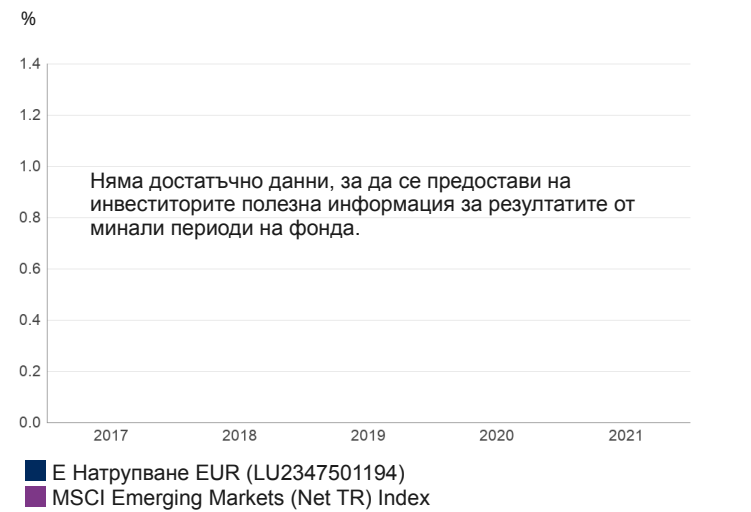 %
1.4
1.2
1.0
Няма достатъчно данни, за да се предостави на
инвеститорите полезна информация за резултатите от
минали периоди на фонда.
0.8
0.6
0.4
0.2
0.0
2017 2018 2019 2020 2021
Е Натрупване EUR (LU2347501194)
MSCI Emerging Markets (Net TR) Index